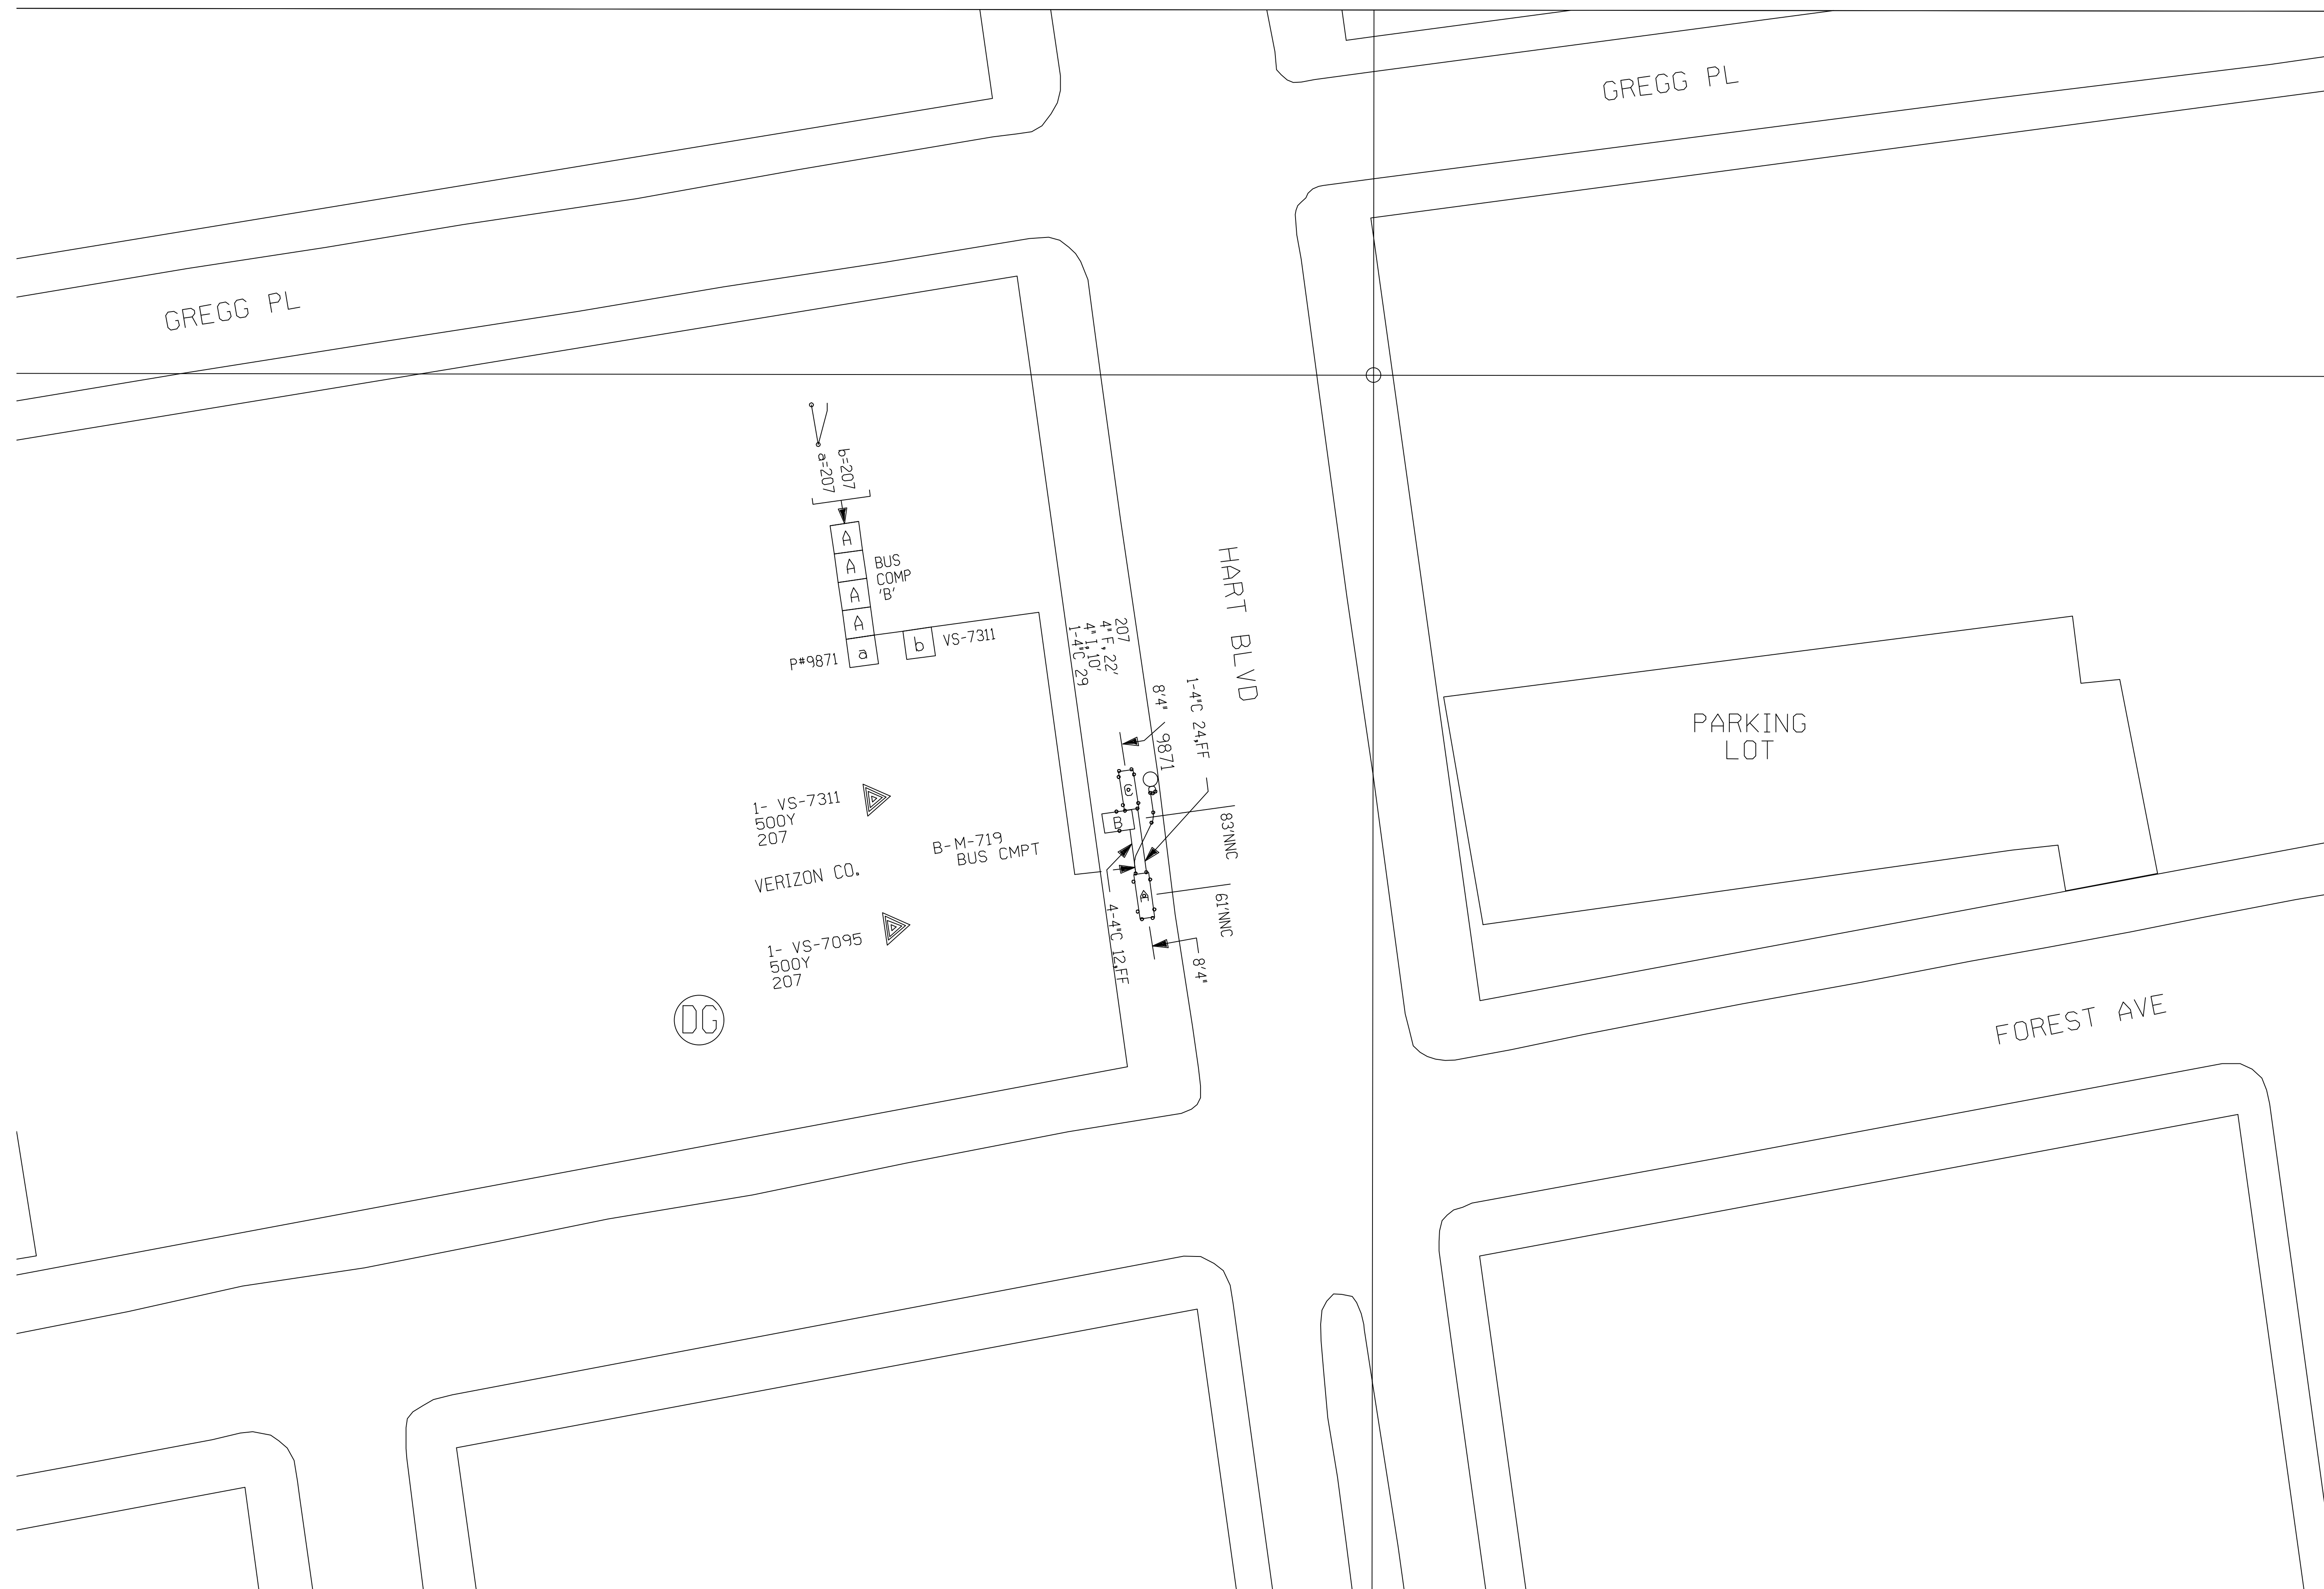 GREGG PL
GREGG PL
b=207
a=207
A
A
A
A
a
BUS
COMP
'B'
P#9871
b
VS-7311
HART BLVD
207
4" F, 22'
4" I,10'
1-4"C 29
8'4"
9871
1-4"C 24,FF
C
B
A
83'NNC
61'NNC
8'4"
4-4"C 12,FF
1- VS-7311
500Y
207
B-M-719
BUS CMPT
VERIZON CO.
1- VS-7095
500Y
207
DG
PARKING
LOT
FOREST AVE